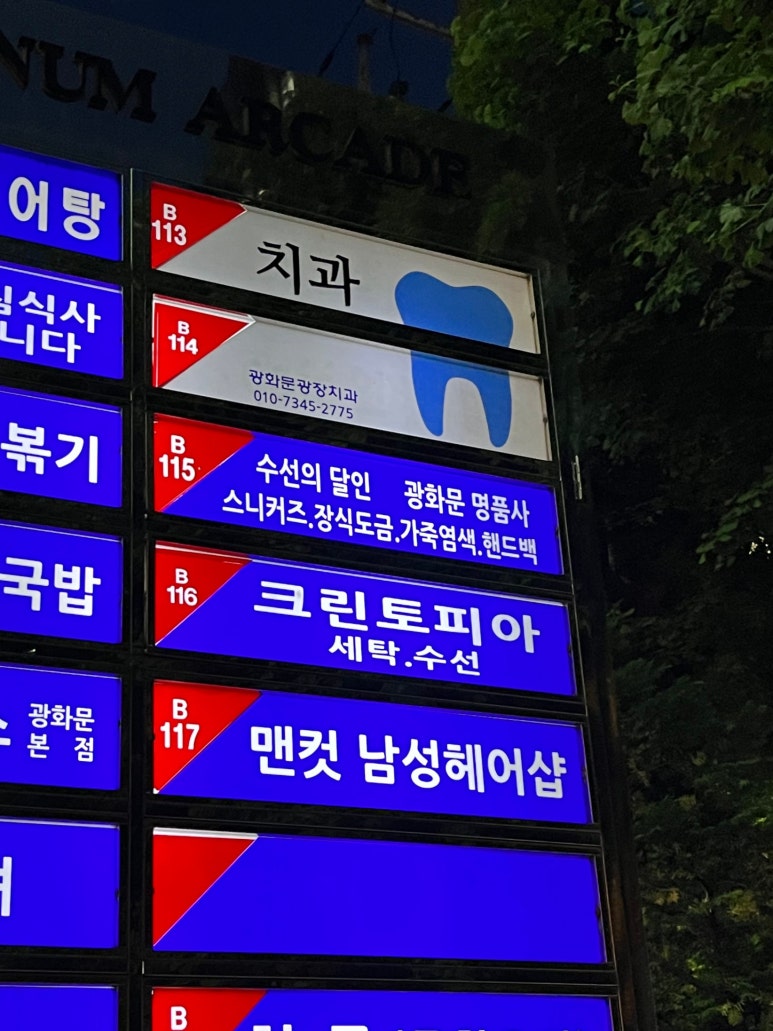 ARCADE
어탕
식사
니다
볶기
국밥
광화문
본 점
B
113
치과
B
114
광화문광장치과
010-7345-2775
B
115
수선의 달인 광화문 명품사
스니커즈.장식도금.가죽염색.핸드백
B
116
크린토피아
세탁.수선
B
117
맨컷 남성헤어샵
B